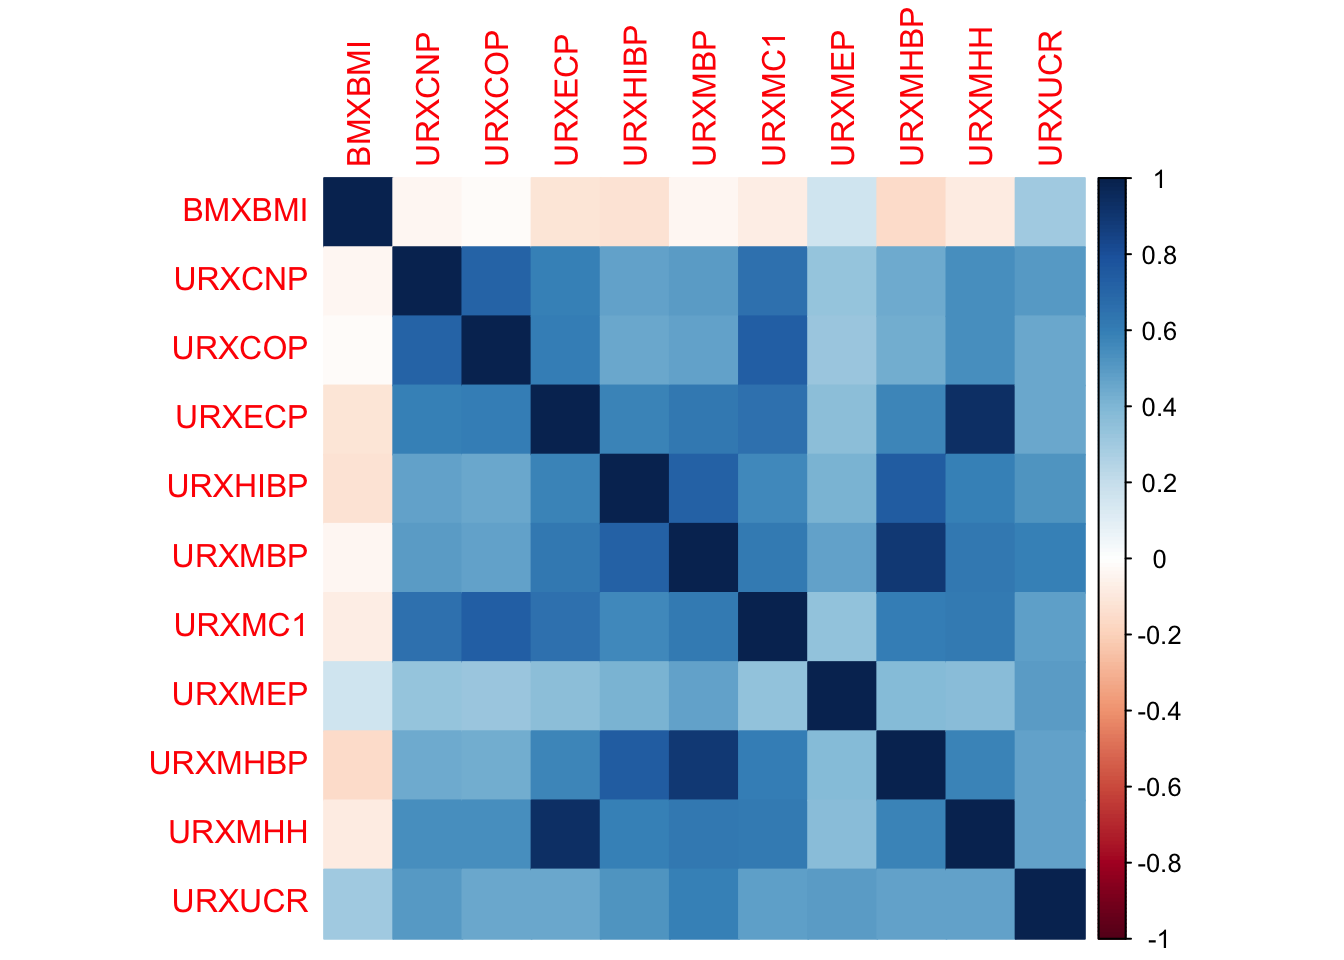 BMXBMI
URXCNP
URXCOP
URXECP
URXHIBP
URXMBP
URXMC1
URXMEP
URXMHBP
URXMHH
URXUCR
BMXBMI
URXCNP
URXCOP
URXECP
URXHIBP
URXMBP
URXMC1
URXMEP
URXMHBP
URXMHH
URXUCR
1
0.8
0.6
0.4
0.2
0
-0.2
-0.4
-0.6
-0.8
-1